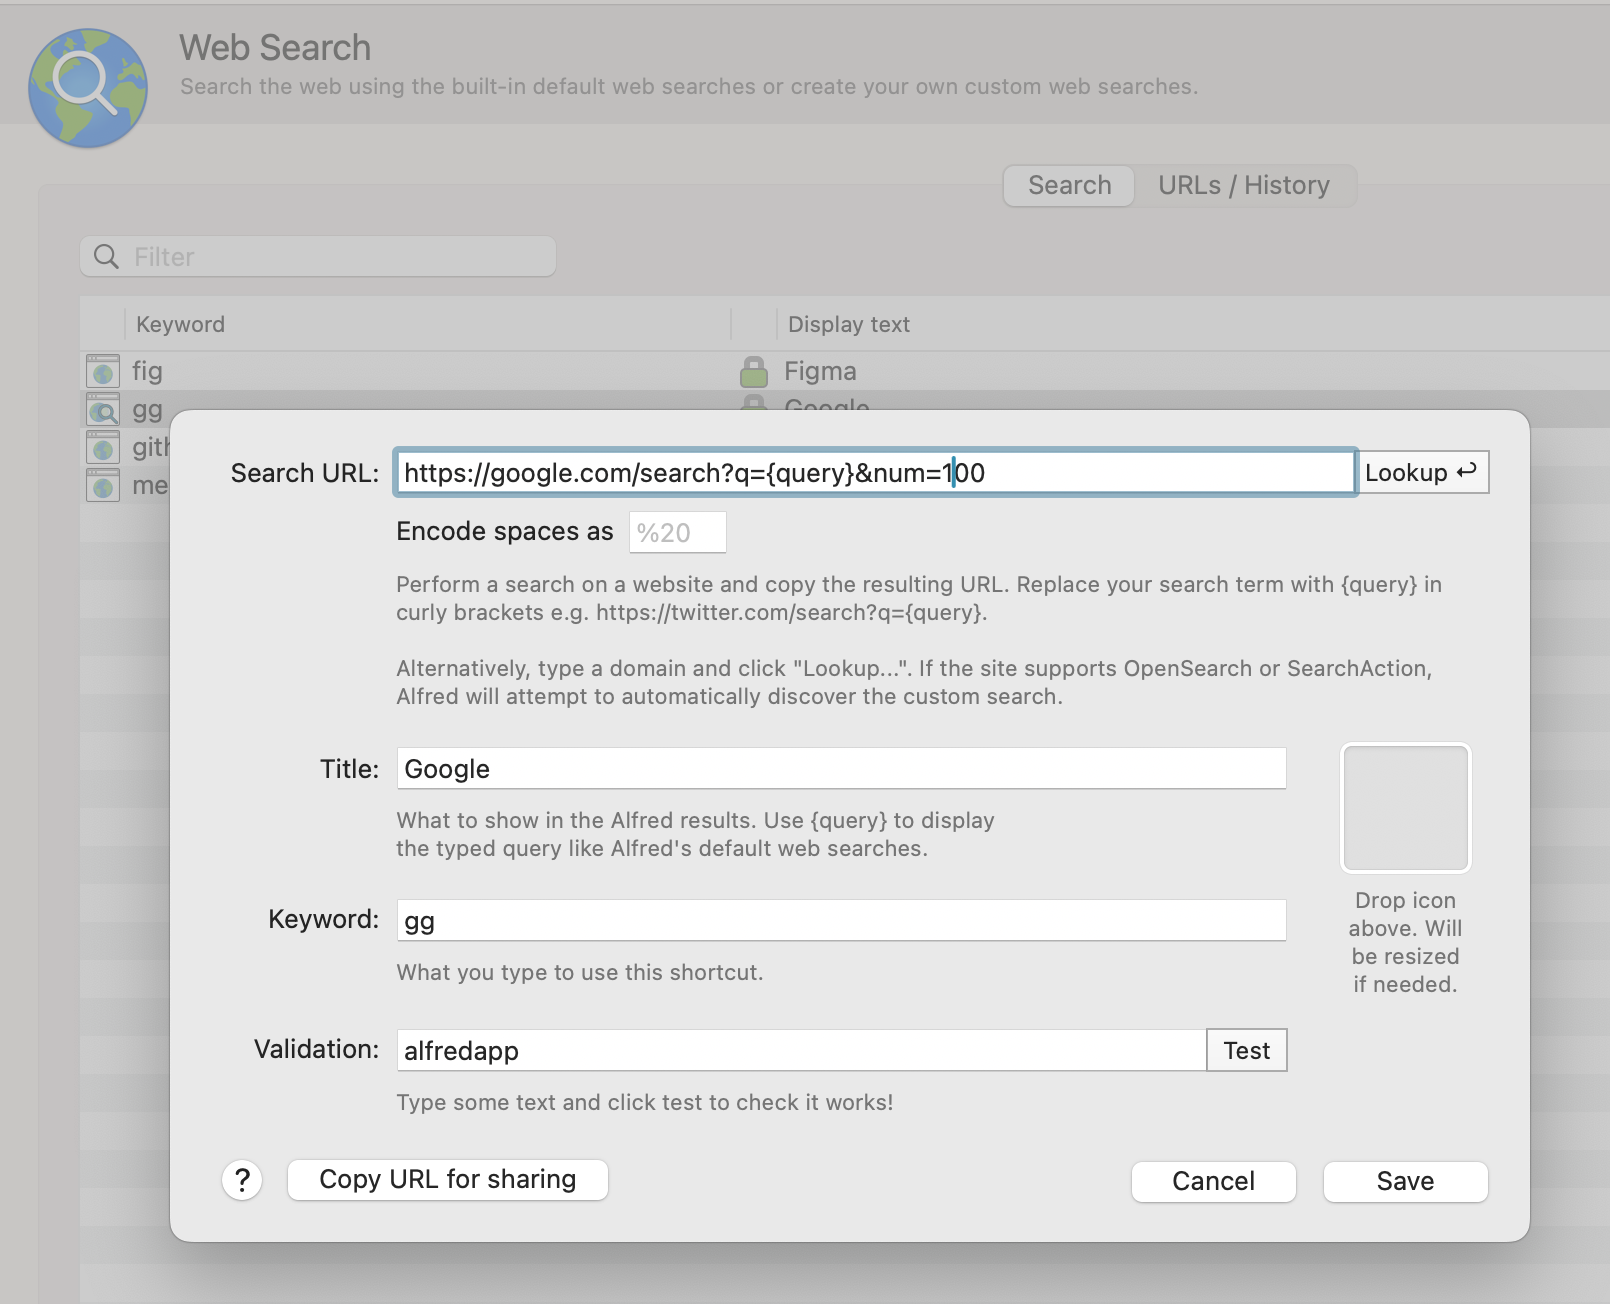 Web Search
Search the web using the built-in default web searches or create your own custom web searches.
Search
URLs / History
Filter
Keyword
Display text
fig
Figma
gg
Google
gith
me
Search URL:
https://google.com/search?q={query}&num=100
Lookup ↩
Encode spaces as
%20
Perform a search on a website and copy the resulting URL. Replace your search term with {query} in
curly brackets e.g. https://twitter.com/search?q={query}.
Alternatively, type a domain and click "Lookup...". If the site supports OpenSearch or SearchAction,
Alfred will attempt to automatically discover the custom search.
Title:
Google
What to show in the Alfred results. Use {query} to display
the typed query like Alfred's default web searches.
Drop icon
above. Will
be resized
if needed.
Keyword:
gg
What you type to use this shortcut.
Validation:
alfredapp
Test
Type some text and click test to check it works!
?
Copy URL for sharing
Cancel
Save